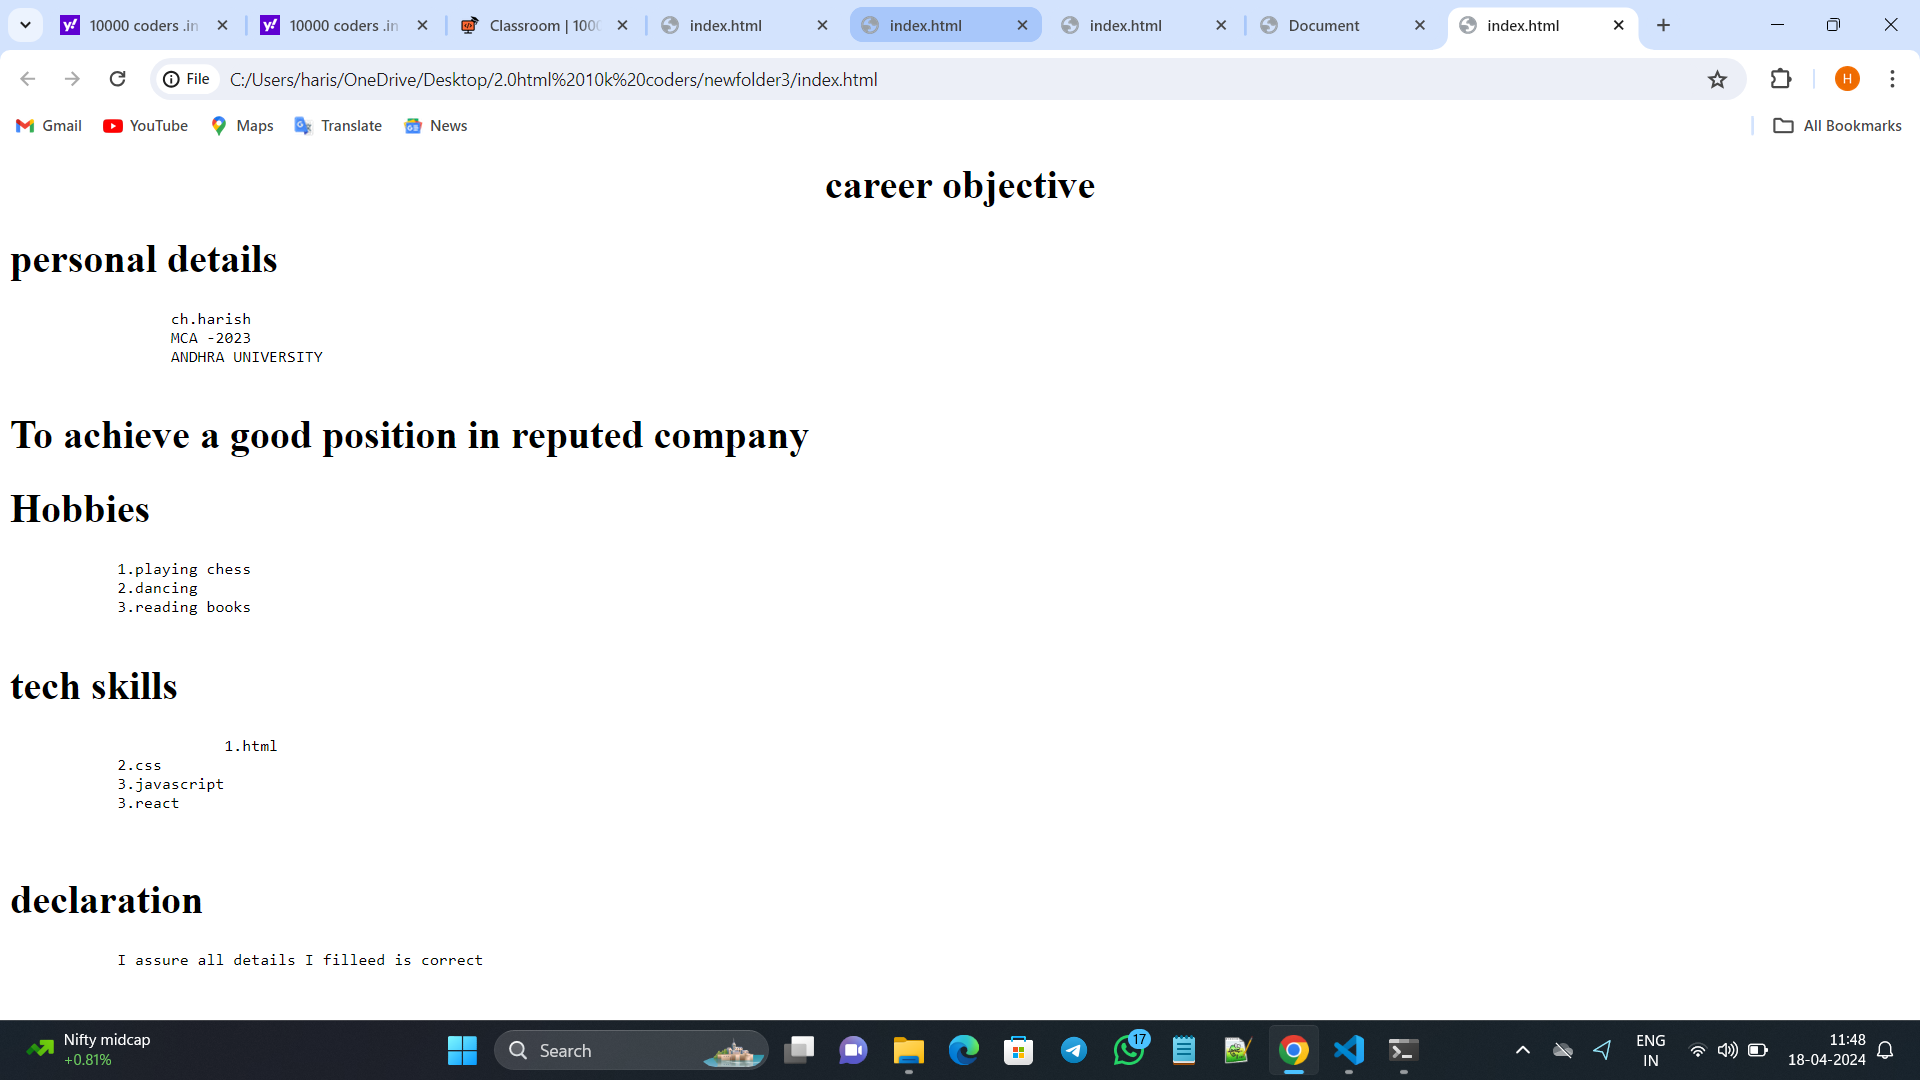 10000 coders .in
10000 coders .in
Classroom | 1000
index.html
index.html
index.html
Document
index.html
File
C:/Users/haris/OneDrive/Desktop/2.0html%2010k%20coders/newfolder3/index.html
H
Gmail
YouTube
Maps
Translate
News
All Bookmarks
career objective
personal details
ch.harish
MCA -2023
ANDHRA UNIVERSITY
To achieve a good position in reputed company
Hobbies
1.playing chess
2.dancing
3.reading books
tech skills
1.html
2.css
3.javascript
3.react
declaration
I assure all details I filleed is correct
Nifty midcap
+0.81%
Search
17
ENG
IN
11:48
18-04-2024